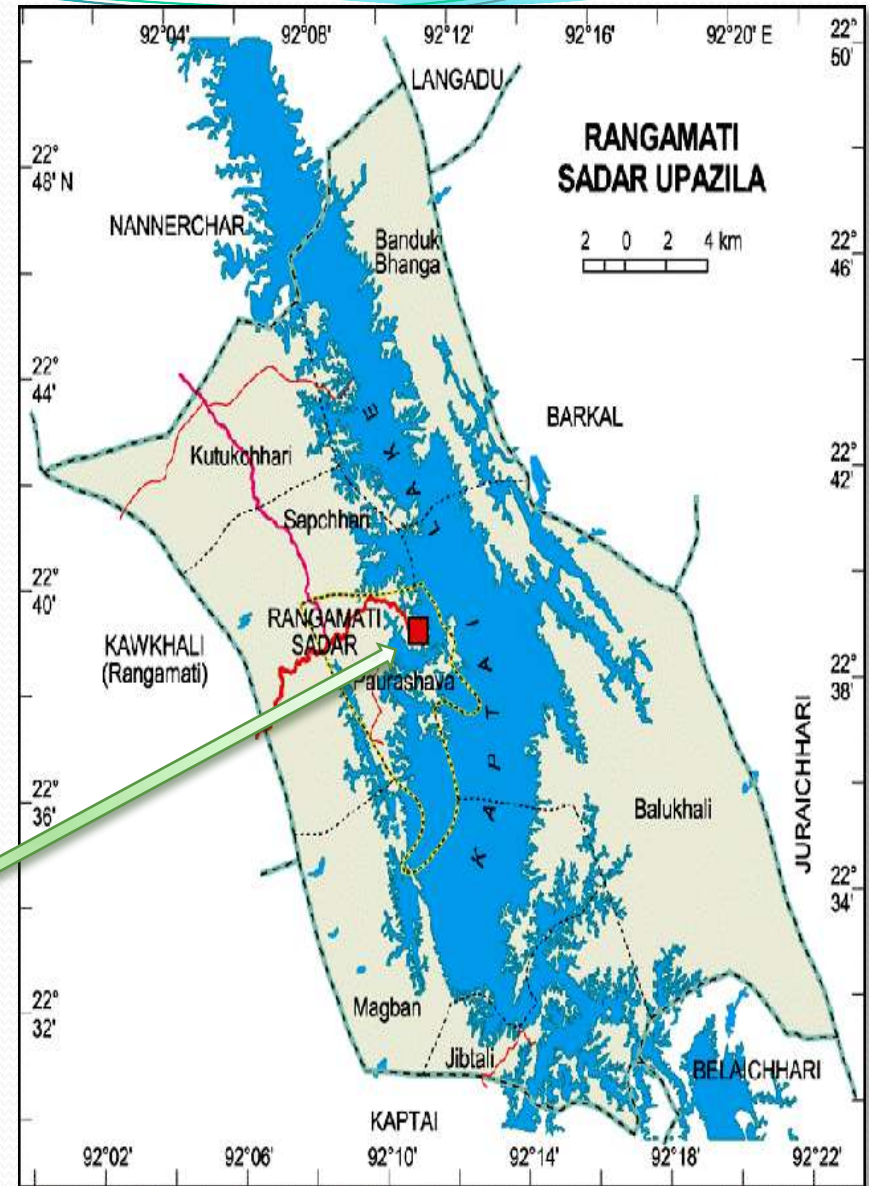 92°04'
92°08'
92°12'
92°16'
92°20' E
22°
50'
LANGADU
RANGAMATI
SADAR UPAZILA
22°
48' N
NANNERCHAR
Banduk
Bhanga
2 0 2 4 km
22°
46'
22°
44'
BARKAL
Kutukchhari
22°
42'
Sapchhari
22°
40'
RANGAMATI
SADAR
KAWKHALI
(Rangamati)
Paurashava
22°
38'
KAPTAI LAKE
JURAICHHARI
22°
36'
Balukhali
22°
34'
22°
32'
Magban
Jibtali
BELAICHHARI
KAPTAI
92°02'
92°06'
92°10'
92°14'
92°18'
92°22'